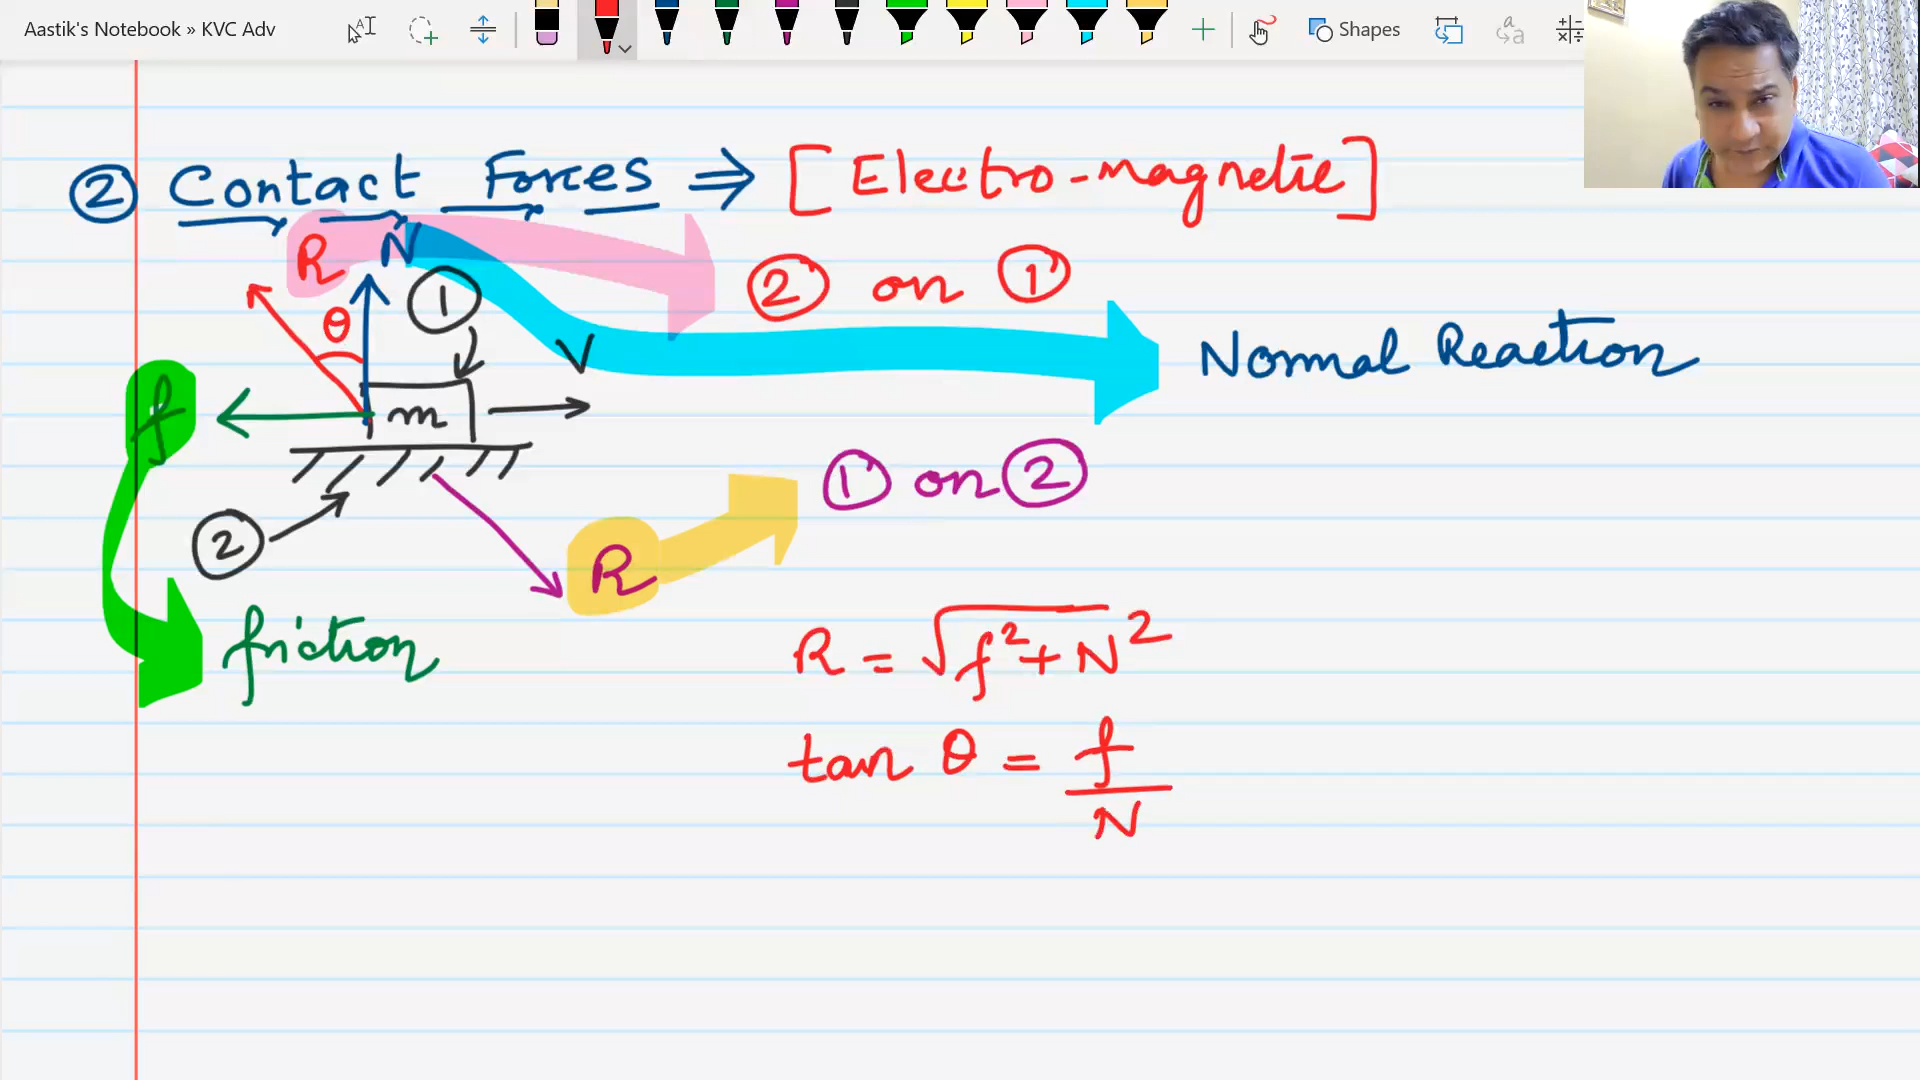 Aastik's Notebook » KVC Adv
Shapes
② Contact Forces ⇒ [Electro-magnetic]
R N
② on ①
θ ①
V
Normal Reaction
f
m
① on ②
②
R
friction
R = √f²+N²
tan θ = f/N